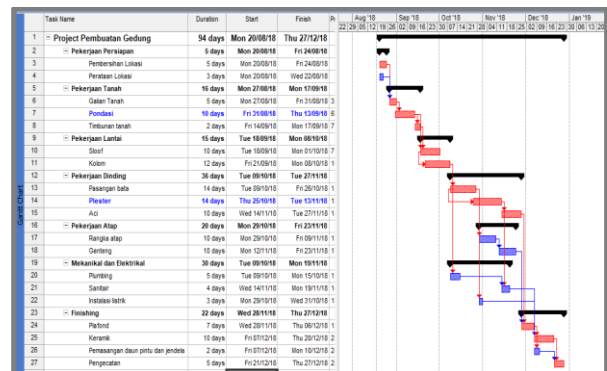 Task Name Duration Start Finish Aug '18 Sep '18 Oct '18 Nov '18 Dec '18 Jan '19
22 29 05 12 19 26 02 09 16 23 30 07 14 21 28 04 11 18 25 02 09 16 23 30 06 13
1 Project Pembuatan Gedung 94 days Mon 20/08/18 Thu 27/12/18
2 Pekerjaan Persiapan 5 days Mon 20/08/18 Fri 24/08/18
3 Pembersihan Lokasi 5 days Mon 20/08/18 Fri 24/08/18
4 Perataan Lokasi 3 days Mon 20/08/18 Wed 22/08/18
5 Pekerjaan Tanah 16 days Mon 27/08/18 Mon 17/09/18
6 Galian Tanah 5 days Mon 27/08/18 Fri 31/08/18 3
7 Pondasi 10 days Fri 31/08/18 Thu 13/09/18 6
8 Timbunan tanah 2 days Fri 14/09/18 Mon 17/09/18 7
9 Pekerjaan Lantai 15 days Tue 18/09/18 Mon 08/10/18
10 Sloof 10 days Tue 18/09/18 Mon 01/10/18 7
11 Kolom 12 days Fri 21/09/18 Mon 08/10/18 1
12 Pekerjaan Dinding 36 days Tue 09/10/18 Tue 27/11/18
13 Pasangan bata 14 days Tue 09/10/18 Fri 26/10/18 1
14 Plester 14 days Thu 25/10/18 Tue 13/11/18 1
15 Aci 10 days Wed 14/11/18 Tue 27/11/18 1
16 Pekerjaan Atap 20 days Mon 29/10/18 Fri 23/11/18
17 Rangka atap 10 days Mon 29/10/18 Fri 09/11/18 1
18 Genteng 10 days Mon 12/11/18 Fri 23/11/18 1
19 Mekanikal dan Elektrikal 30 days Tue 09/10/18 Mon 19/11/18
20 Plumbing 5 days Tue 09/10/18 Mon 15/10/18 1
21 Sanitair 4 days Wed 14/11/18 Mon 19/11/18 1
22 Instalasi listrik 3 days Mon 29/10/18 Wed 31/10/18 1
23 Finishing 22 days Wed 28/11/18 Thu 27/12/18
24 Plafond 7 days Wed 28/11/18 Thu 06/12/18 1
25 Keramik 10 days Fri 07/12/18 Thu 20/12/18 2
26 Pemasangan daun pintu dan jendela 2 days Fri 07/12/18 Mon 10/12/18 2
27 Pengecatan 5 days Fri 21/12/18 Thu 27/12/18 2
Gantt Chart